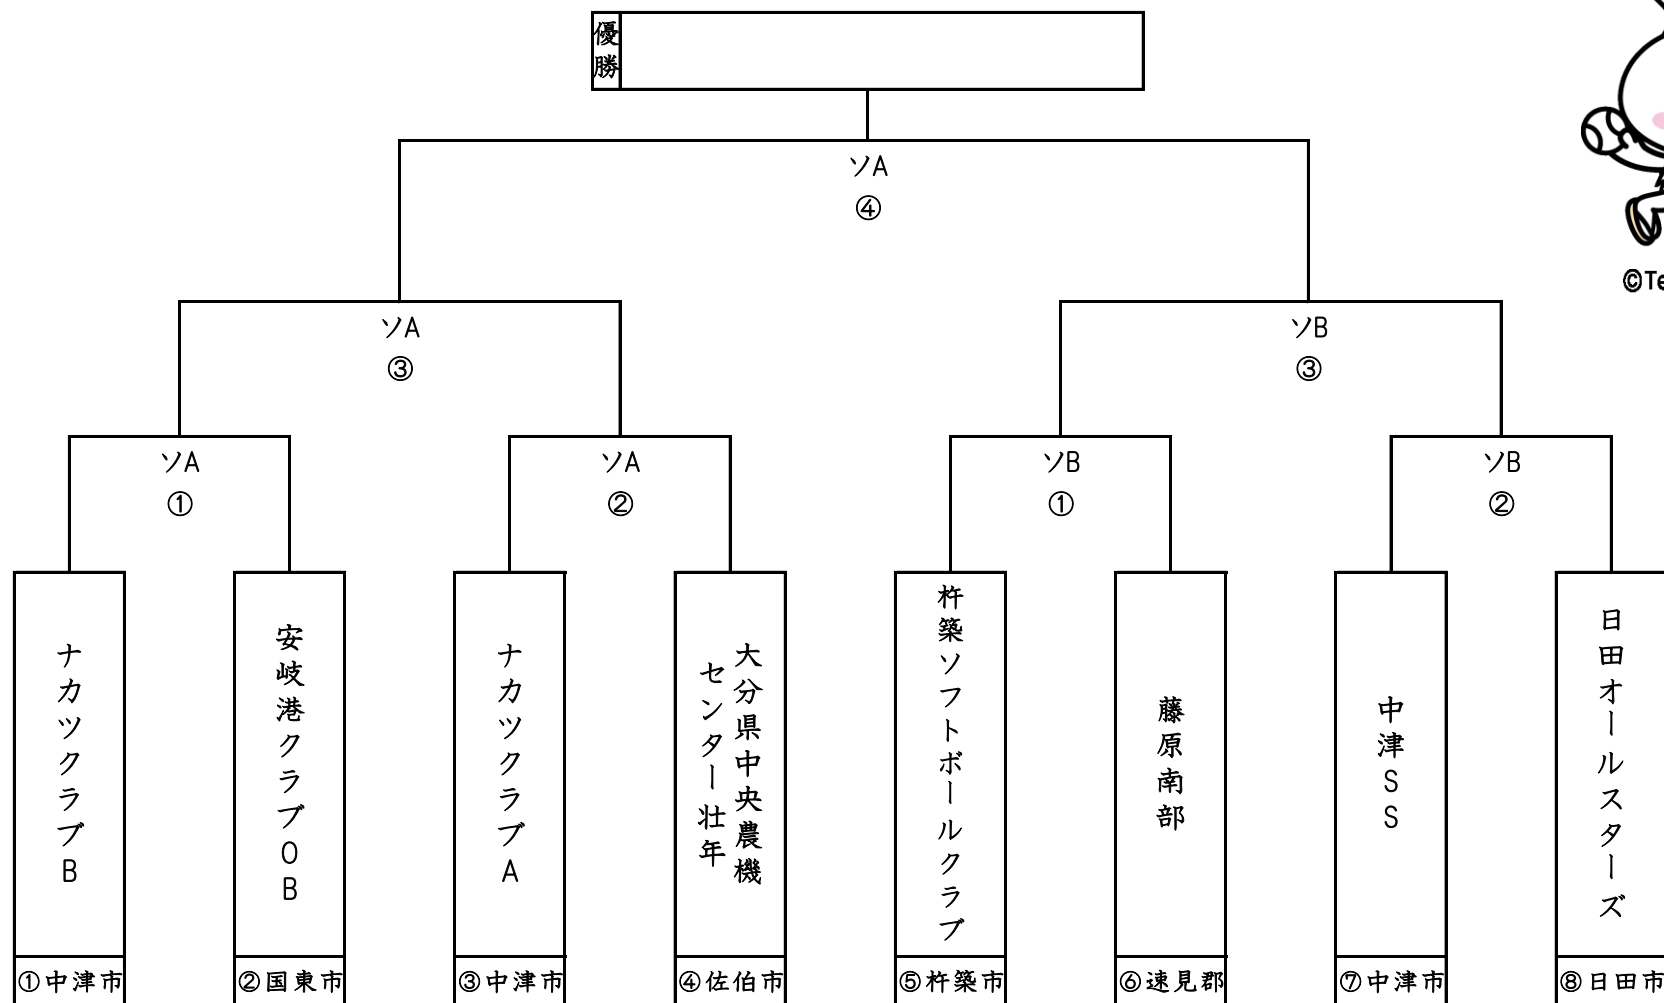 優勝
ソA
④
©Te
ソA
③
ソB
③
ソA
①
ソA
②
ソB
①
ソB
②
ナカツクラブB
安岐港クラブOB
ナカツクラブA
大分県中央農機
センター壮年
杵築ソフトボールクラブ
藤原南部
中津SS
日田オールスターズ
①中津市
②国東市
③中津市
④佐伯市
⑤杵築市
⑥速見郡
⑦中津市
⑧日田市